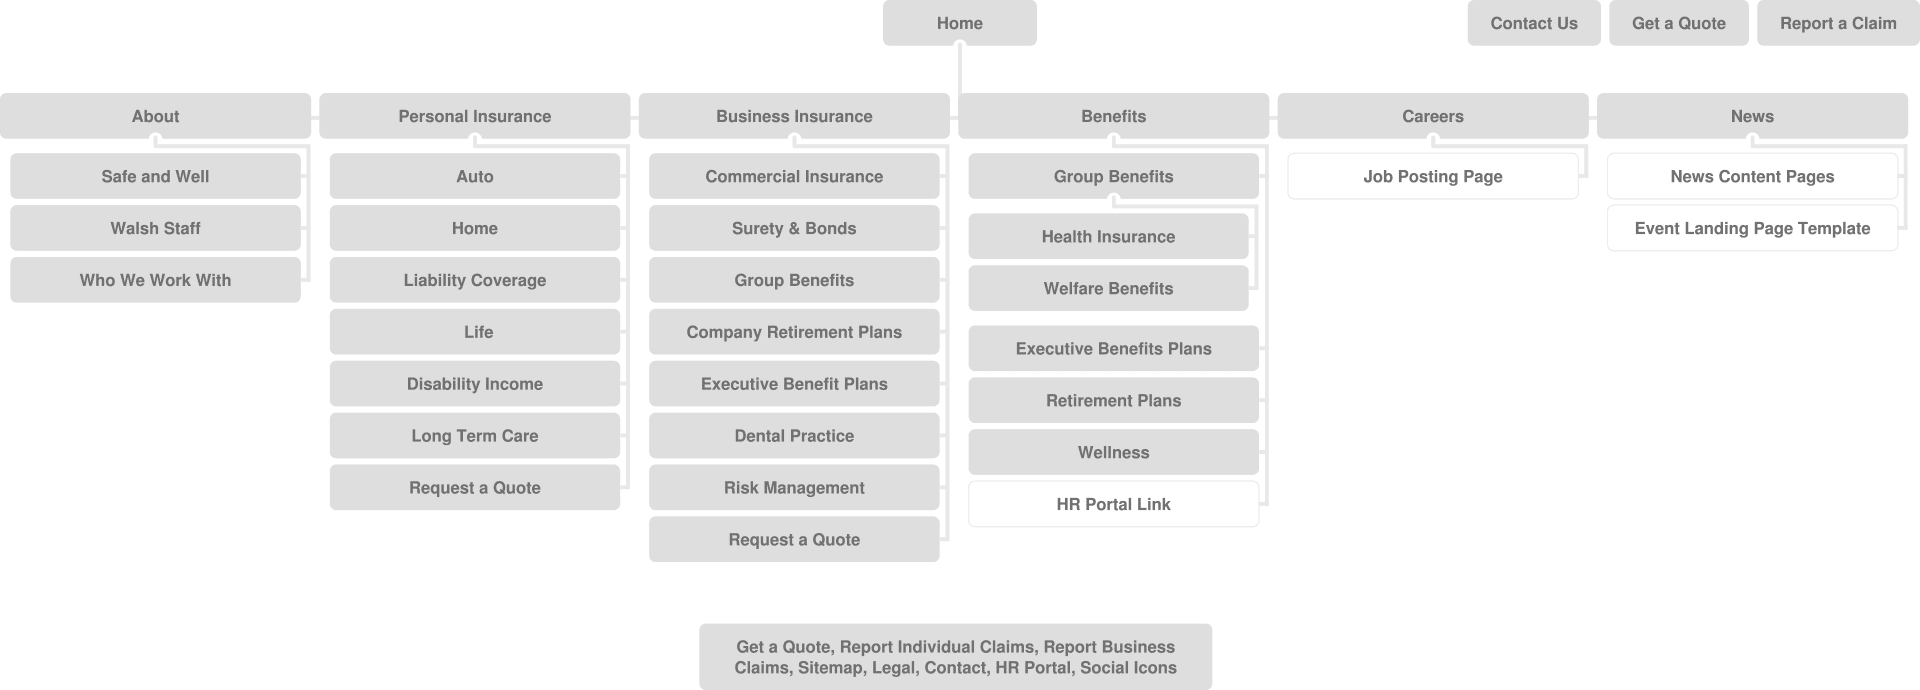 Home
Contact Us
Get a Quote
Report a Claim
About
Personal Insurance
Business Insurance
Benefits
Careers
News
Safe and Well
Walsh Staff
Who We Work With
Auto
Home
Liability Coverage
Life
Disability Income
Long Term Care
Request a Quote
Commercial Insurance
Surety & Bonds
Group Benefits
Company Retirement Plans
Executive Benefit Plans
Dental Practice
Risk Management
Request a Quote
Group Benefits
Health Insurance
Welfare Benefits
Executive Benefits Plans
Retirement Plans
Wellness
HR Portal Link
Job Posting Page
News Content Pages
Event Landing Page Template
Get a Quote, Report Individual Claims, Report Business
Claims, Sitemap, Legal, Contact, HR Portal, Social Icons